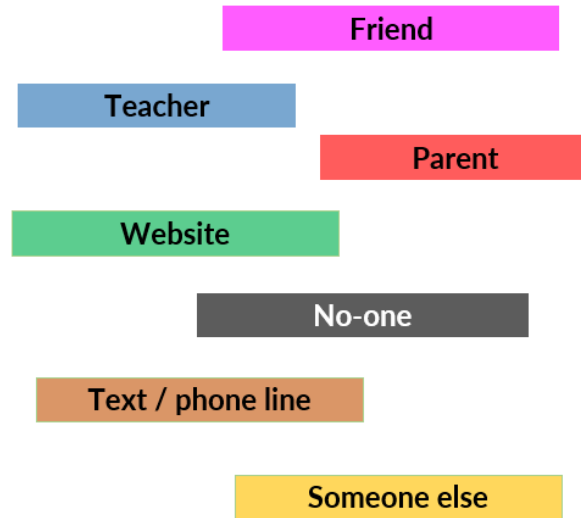 Friend
Teacher
Parent
Website
No-one
Text / phone line
Someone else